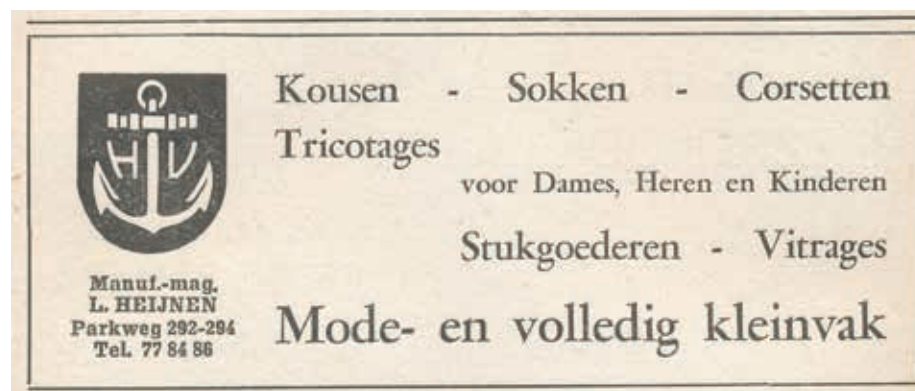 H V
Manuf.-mag.
L. HEIJNEN
Parkweg 292-294
Tel. 77 84 86
Kousen - Sokken - Corsetten
Tricotages
voor Dames, Heren en Kinderen
Stukgoederen - Vitrages
Mode- en volledig kleinvak